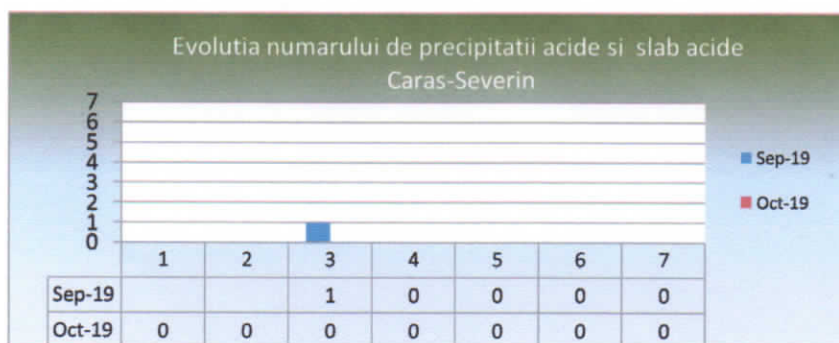 Evolutia numarului de precipitatii acide si slab acide
Caras-Severin
7
6
5
4
3
2
1
0
Sep-19
Oct-19
1 2 3 4 5 6 7
Sep-19 1 0 0 0 0
Oct-19 0 0 0 0 0 0 0